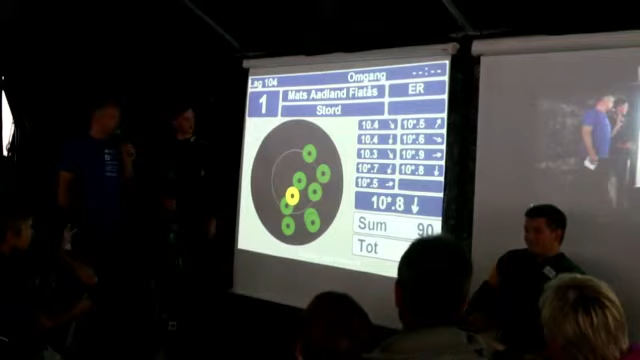 Lag 104 Omgang --:--
1 Mats Aadland Flatås ER
Stord
10.4 ↘ 10*.5 ↗
10.4 ↓ 10*.6 →
10.3 ↘ 10*.9 →
10*.7 ↓ 10*.8 ↓
10*.5 →
10*.8 ↓
Sum 90
Tot